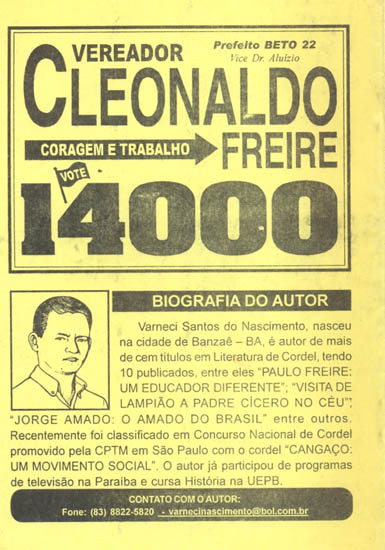 VEREADOR
Prefeito BETO 22
Vice Dr. Aluízio
CLEONALDO
CORAGEM E TRABALHO
FREIRE
VOTE
14000
BIOGRAFIA DO AUTOR
Varneci Santos do Nascimento, nasceu
na cidade de Banzaê – BA, é autor de mais
de cem titulos em Literatura de Cordel, tendo
10 publicados, entre eles “PAULO FREIRE:
UM EDUCADOR DIFERENTE”; “VISITA DE
LAMPIÃO A PADRE CÍCERO NO CÉU”;
“JORGE AMADO: O AMADO DO BRASIL” entre outros.
Recentemente foi classificado em Concurso Nacional de Cordel
promovido pela CPTM em São Paulo com o cordel “CANGAÇO:
UM MOVIMENTO SOCIAL”. O autor já participou de programas
de televisão na Paraíba e cursa História na UEPB.
CONTATO COM O AUTOR:
Fone: (83) 8822-5820 - varnecinascimento@bol.com.br